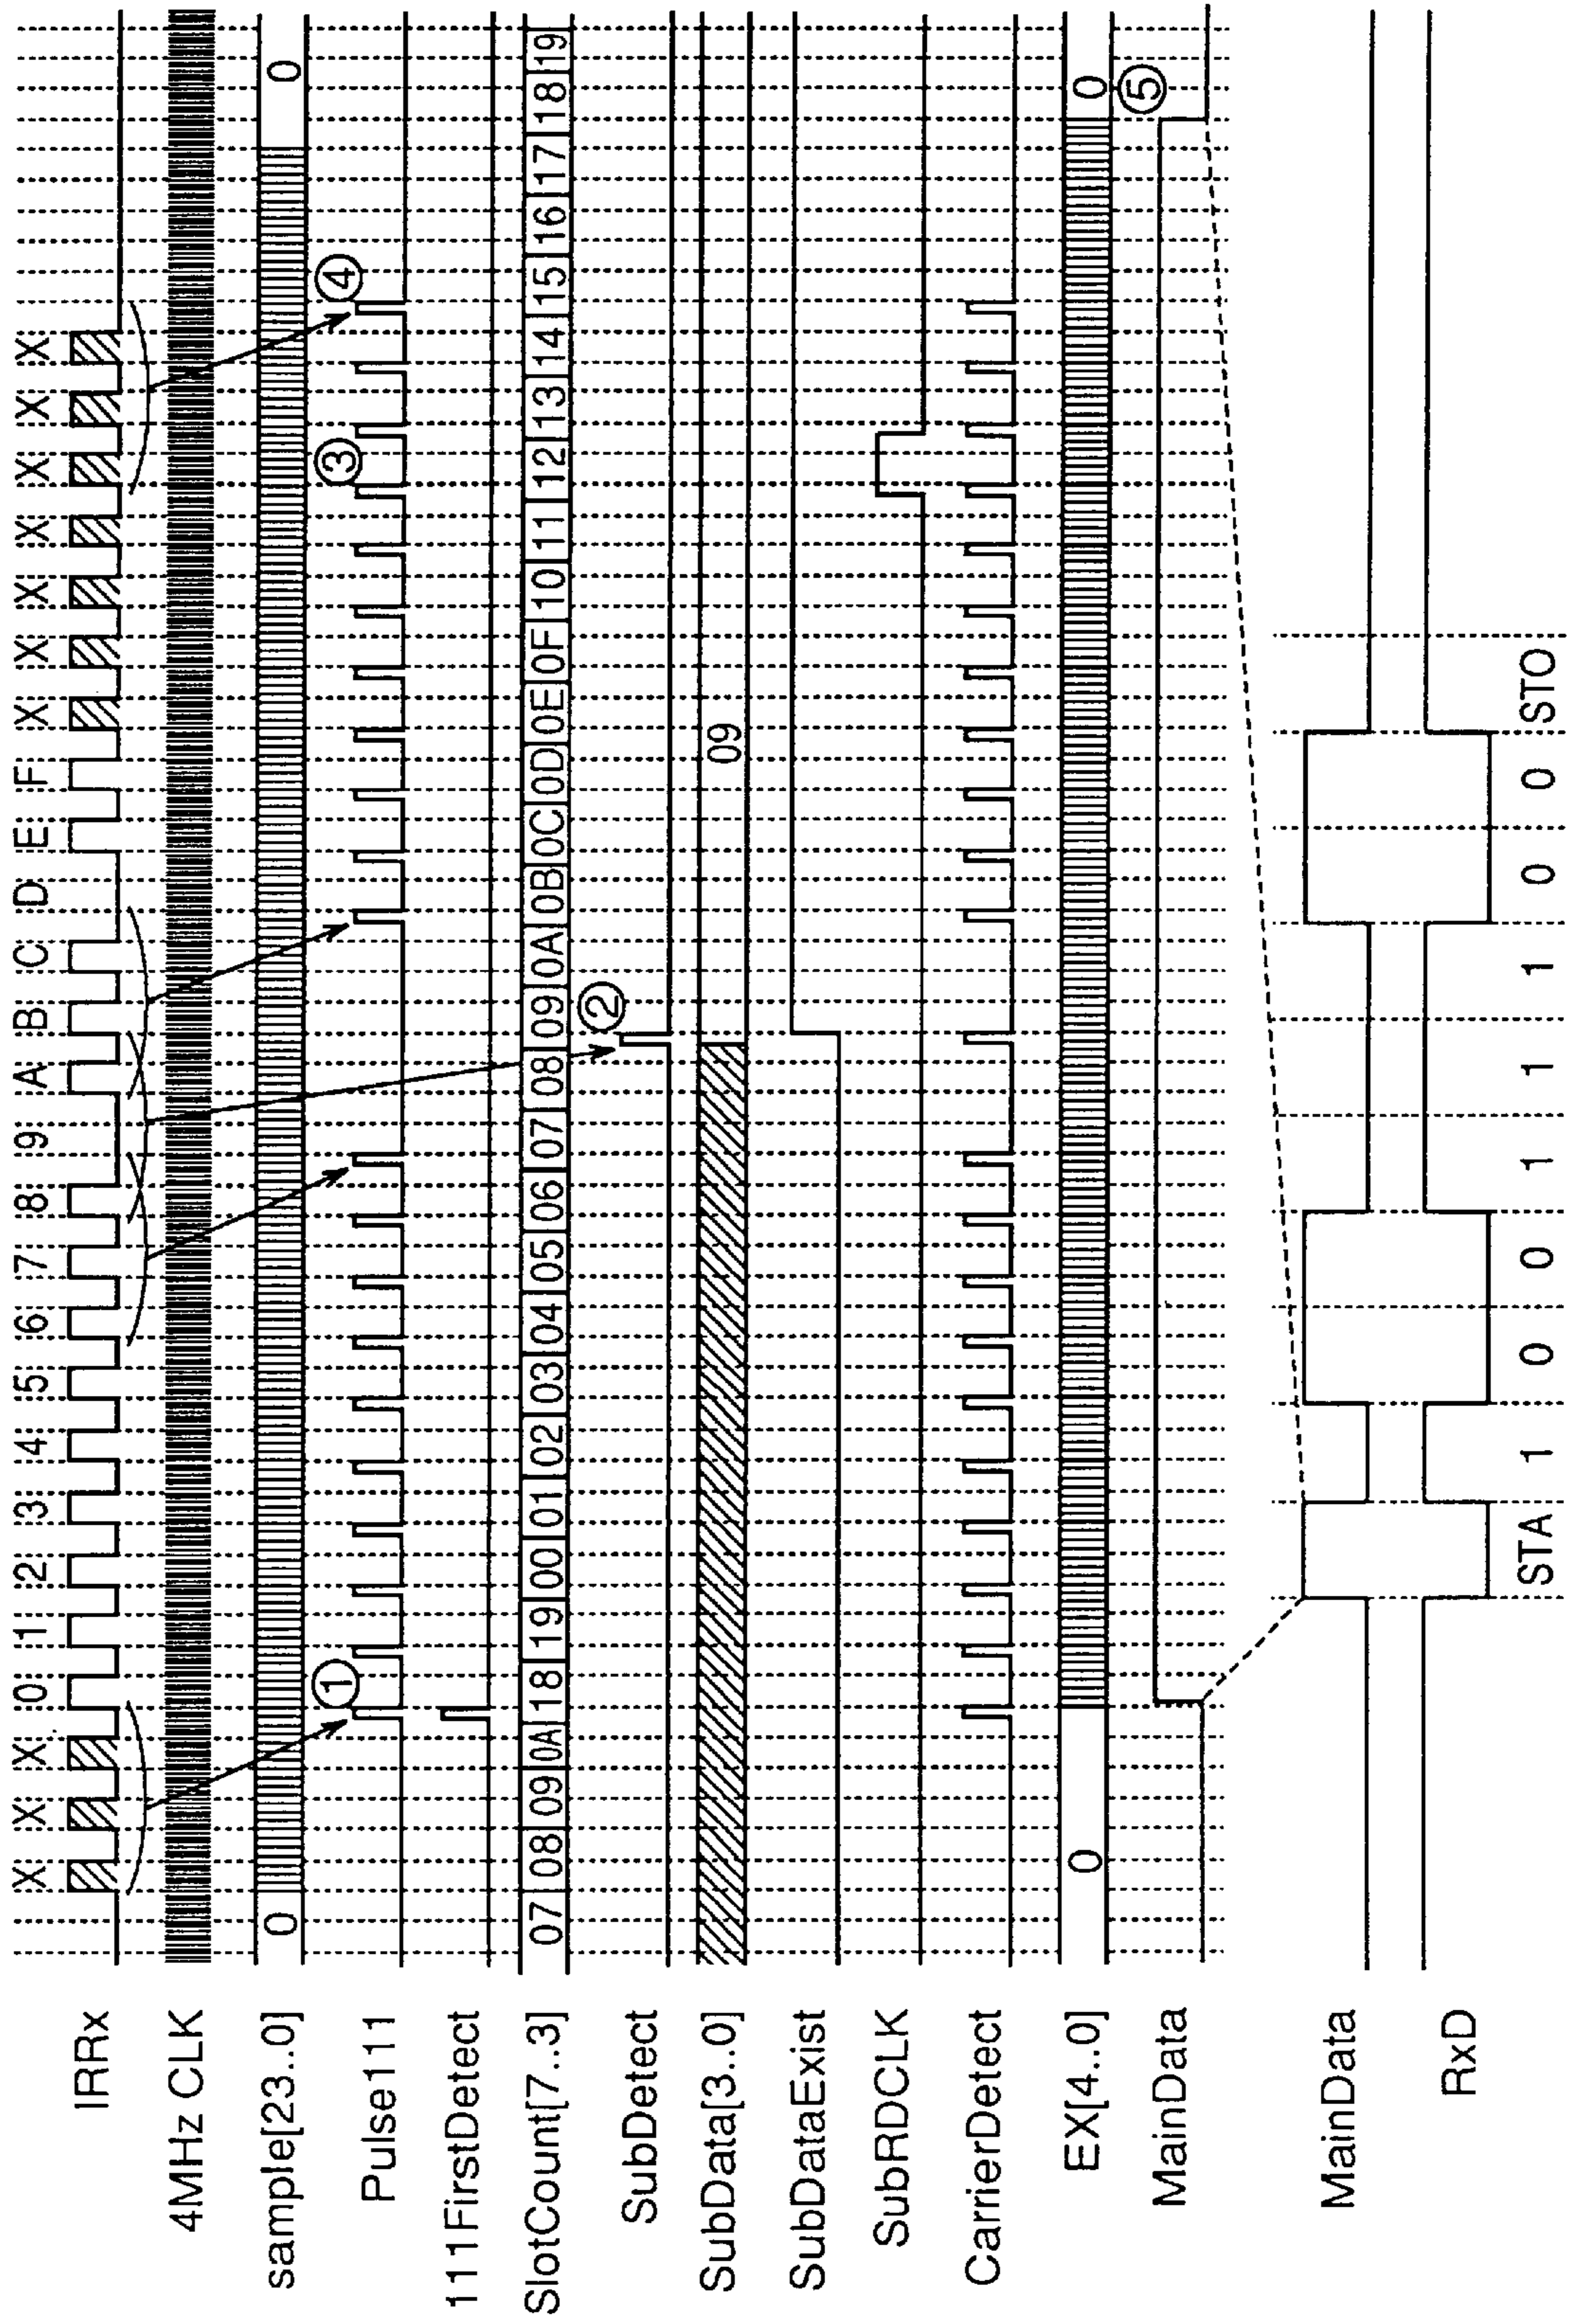 IRRx X X X 0 1 2 3 4 5 6 7 8 9 A B C D E F X X X X X X X
4MHz CLK
sample[23..0] 0 0
Pulse111 ① ③ ④
111FirstDetect
SlotCount[7..3] 07 08 09 0A 18 19 00 01 02 03 04 05 06 07 08 09 0A 0B 0C 0D 0E 0F 10 11 12 13 14 15 16 17 18 19
SubDetect ②
SubData[3..0] 09
SubDataExist
SubRDCLK
CarrierDetect
EX[4..0] 0 0
MainData ⑤
MainData
RxD
STA 1 0 0 1 1 1 0 0 STO